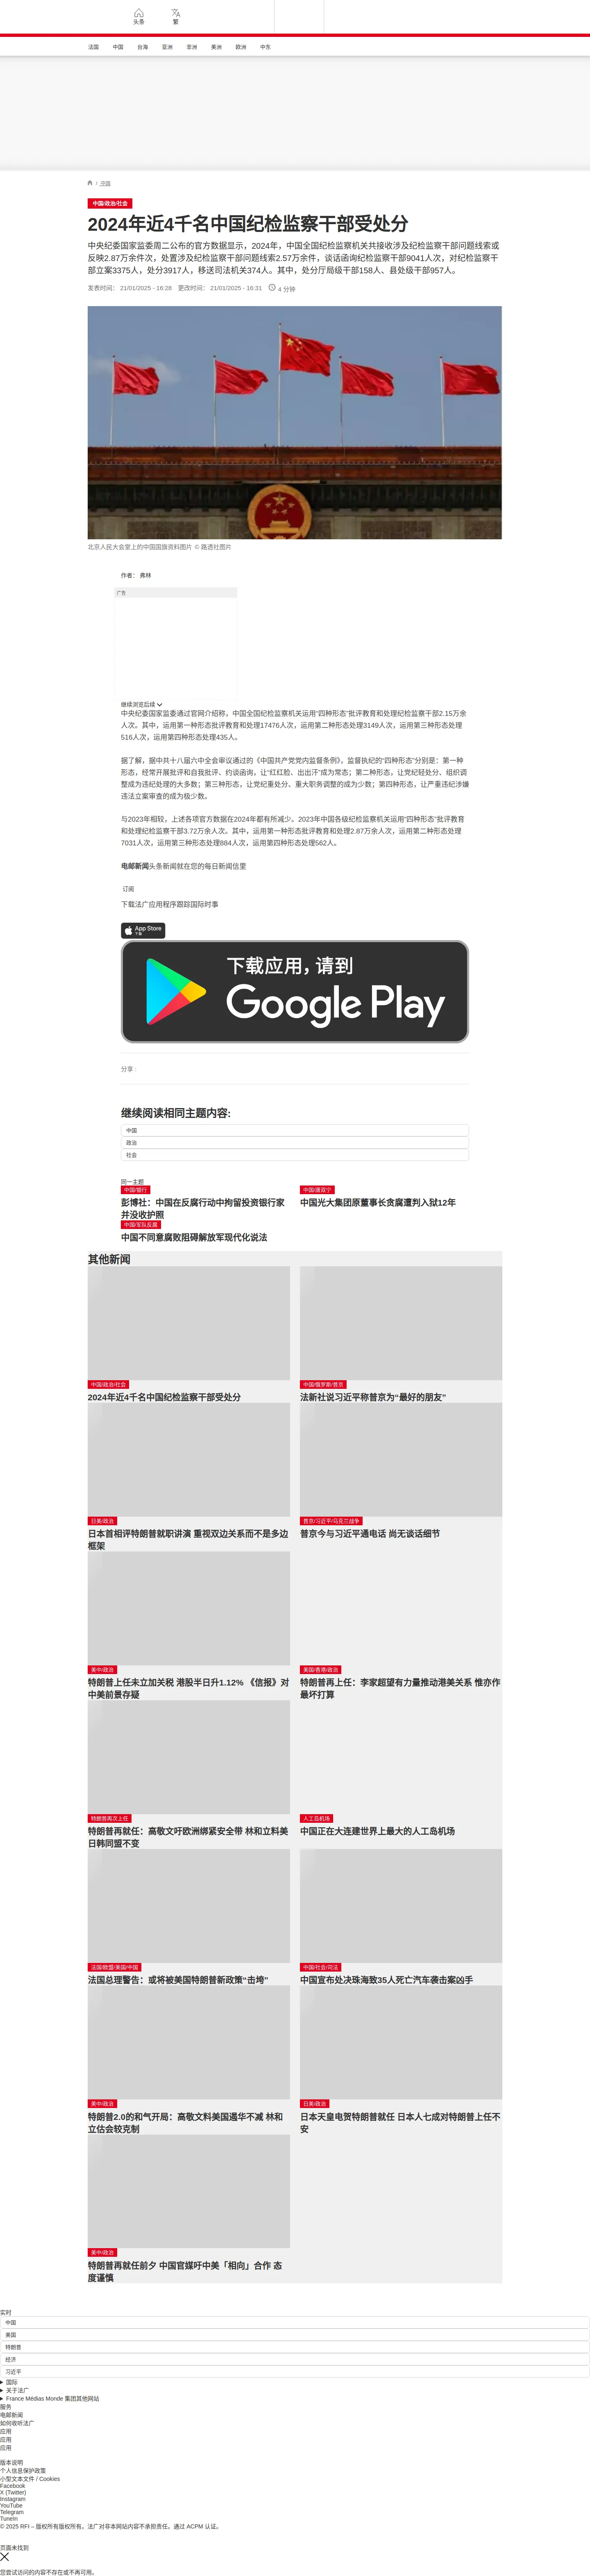 头条
繁
法国 中国 台海 亚洲 非洲 美洲 欧洲 中东
/ 中国
中国/政治/社会
2024年近4千名中国纪检监察干部受处分
中央纪委国家监委周二公布的官方数据显示，2024年，中国全国纪检监察机关共接收涉及纪检监察干部问题线索或
反映2.87万余件次，处置涉及纪检监察干部问题线索2.57万余件，谈话函询纪检监察干部9041人次，对纪检监察干
部立案3375人，处分3917人，移送司法机关374人。其中，处分厅局级干部158人、县处级干部957人。
发表时间： 21/01/2025 - 16:28 更改时间： 21/01/2025 - 16:31 4 分钟
北京人民大会堂上的中国国旗资料图片 © 路透社图片
作者： 弗林
广告
继续浏览后续
中央纪委国家监委通过官网介绍称，中国全国纪检监察机关运用“四种形态”批评教育和处理纪检监察干部2.15万余
人次。其中，运用第一种形态批评教育和处理17476人次，运用第二种形态处理3149人次，运用第三种形态处理
516人次，运用第四种形态处理435人。
据了解，据中共十八届六中全会审议通过的《中国共产党党内监督条例》，监督执纪的“四种形态”分别是：第一种
形态，经常开展批评和自我批评、约谈函询，让“红红脸、出出汗”成为常态；第二种形态，让党纪轻处分、组织调
整成为违纪处理的大多数；第三种形态，让党纪重处分、重大职务调整的成为少数；第四种形态，让严重违纪涉嫌
违法立案审查的成为极少数。
与2023年相较，上述各项官方数据在2024年都有所减少。2023年中国各级纪检监察机关运用“四种形态”批评教育
和处理纪检监察干部3.72万余人次。其中，运用第一种形态批评教育和处理2.87万余人次，运用第二种形态处理
7031人次，运用第三种形态处理884人次，运用第四种形态处理562人。
电邮新闻头条新闻就在您的每日新闻信里
订阅
下载法广应用程序跟踪国际时事
App Store
下载
下载应用，请到
Google Play
分享 :
继续阅读相同主题内容:
中国
政治
社会
同一主题
中国/银行
彭博社：中国在反腐行动中拘留投资银行家
并没收护照
中国/唐双宁
中国光大集团原董事长贪腐遭判入狱12年
中国/军队反腐
中国不同意腐败阻碍解放军现代化说法
其他新闻
中国/政治/社会
2024年近4千名中国纪检监察干部受处分
中国/俄罗斯/普京
法新社说习近平称普京为“最好的朋友”
日美/政治
日本首相评特朗普就职讲演 重视双边关系而不是多边
框架
普京/习近平/乌克兰战争
普京今与习近平通电话 尚无谈话细节
美中/政治
特朗普上任未立加关税 港股半日升1.12% 《信报》对
中美前景存疑
美国/香港/政治
特朗普再上任：李家超望有力量推动港美关系 惟亦作
最坏打算
特朗普再次上任
特朗普再就任：高敬文吁欧洲绑紧安全带 林和立料美
日韩同盟不变
人工岛机场
中国正在大连建世界上最大的人工岛机场
法国/欧盟/美国/中国
法国总理警告：或将被美国特朗普新政策“击垮”
中国/社会/司法
中国宣布处决珠海致35人死亡汽车袭击案凶手
美中/政治
特朗普2.0的和气开局：高敬文料美国遏华不减 林和
立估会较克制
日美/政治
日本天皇电贺特朗普就任 日本人七成对特朗普上任不
安
美中/政治
特朗普再就任前夕 中国官媒吁中美「相向」合作 态
度谨慎
实时
中国
美国
特朗普
经济
习近平
国际
关于法广
France Médias Monde 集团其他网站
服务
电邮新闻
如何收听法广
应用
应用
应用
版本说明
个人信息保护政策
小型文本文件 / Cookies
Facebook
X (Twitter)
Instagram
YouTube
Telegram
TuneIn
© 2025 RFI – 版权所有版权所有。法广对非本网站内容不承担责任。通过 ACPM 认证。
页面未找到
您尝试访问的内容不存在或不再可用。